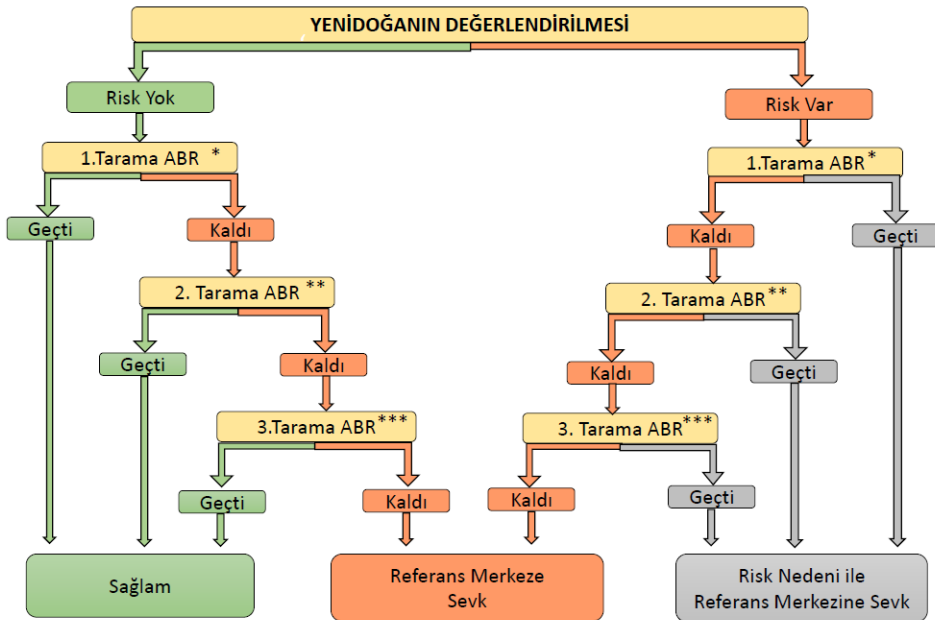 YENİDOĞANIN DEĞERLENDİRİLMESİ
Risk Yok
Risk Var
1.Tarama ABR *
1.Tarama ABR *
Geçti
Kaldı
Kaldı
Geçti
2. Tarama ABR **
2. Tarama ABR **
Geçti
Kaldı
Kaldı
Geçti
3.Tarama ABR ***
3. Tarama ABR ***
Geçti
Kaldı
Kaldı
Geçti
Sağlam
Referans Merkeze
Sevk
Risk Nedeni ile
Referans Merkezine Sevk